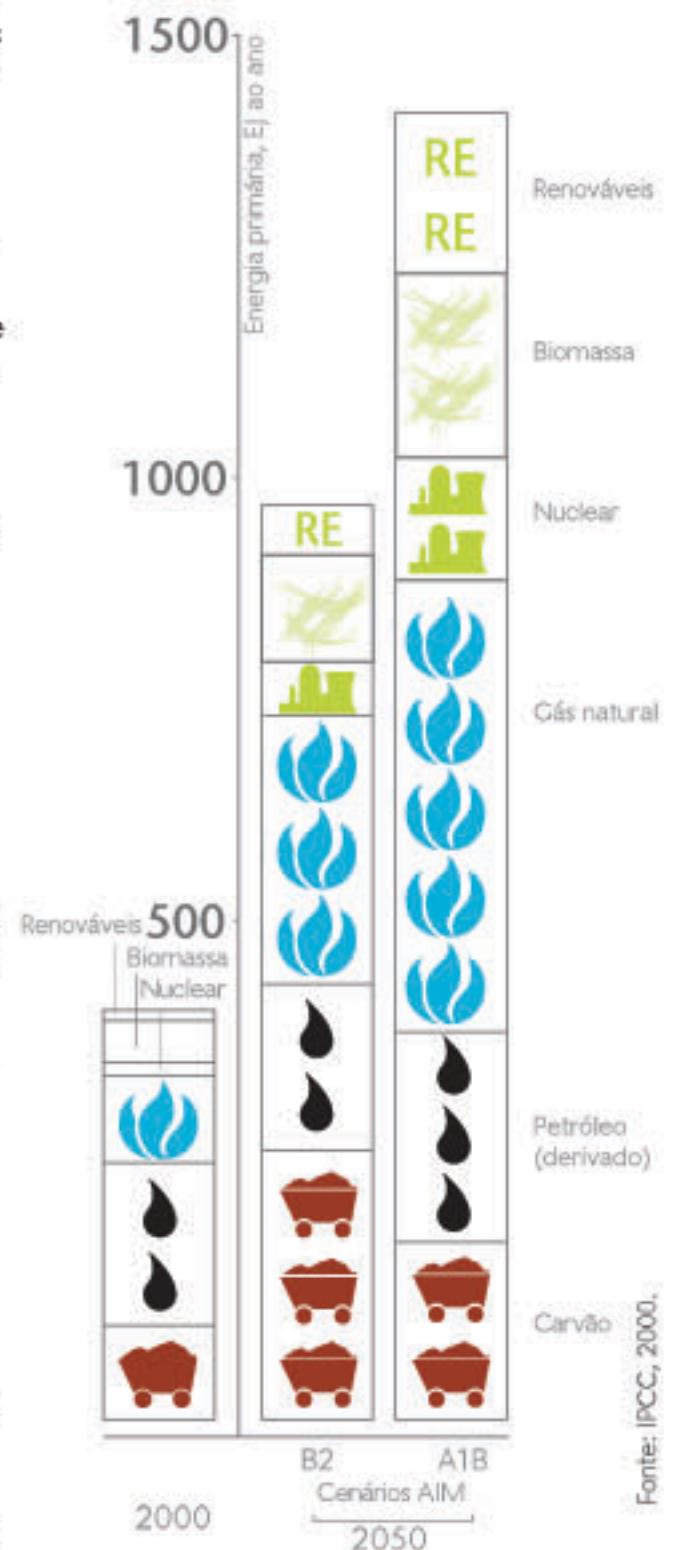 1500
Energia primária, EJ ao ano
RE
RE
Renováveis
Biomassa
1000
RE
Nuclear
Gás natural
Renováveis
500
Biomassa
Nuclear
Petróleo
(derivado)
Carvão
Fonte: IPCC, 2000.
B2
A1B
Cenários AIM
2000
2050